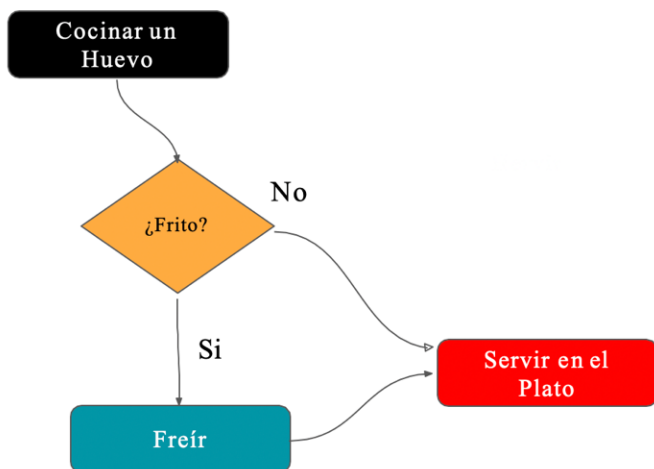 Cocinar un
Huevo
No
¿Frito?
Si
Servir en el
Plato
Freír